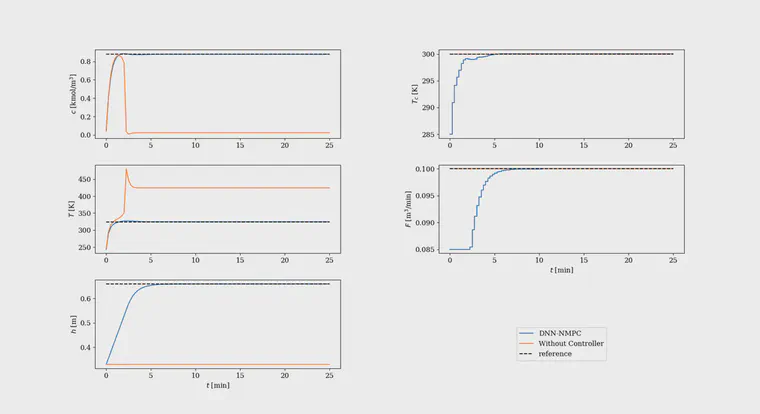 c [kmol/m³]
0.8
0.6
0.4
0.2
0.0
0 5 10 15 20 25
T [K]
450
400
350
300
250
0 5 10 15 20 25
h [m]
0.6
0.5
0.4
0 5 10 15 20 25
t [min]
T_c [K]
300
295
290
285
0 5 10 15 20 25
F [m³/min]
0.100
0.095
0.090
0.085
0 5 10 15 20 25
t [min]
DNN-NMPC
Without Controller
reference